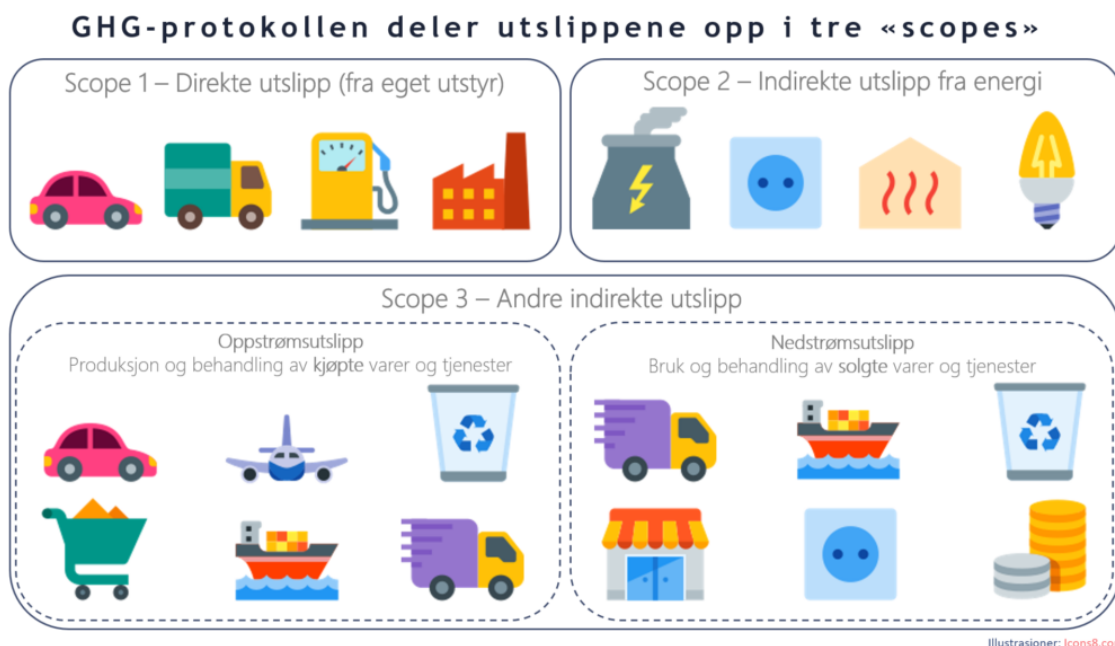 GHG-protokollen deler utslippene opp i tre «scopes»
Scope 1 – Direkte utslipp (fra eget utstyr)
Scope 2 – Indirekte utslipp fra energi
Scope 3 – Andre indirekte utslipp
Oppstrømsutslipp
Produksjon og behandling av kjøpte varer og tjenester
Nedstrømsutslipp
Bruk og behandling av solgte varer og tjenester
Illustrasjoner: Icons8.com